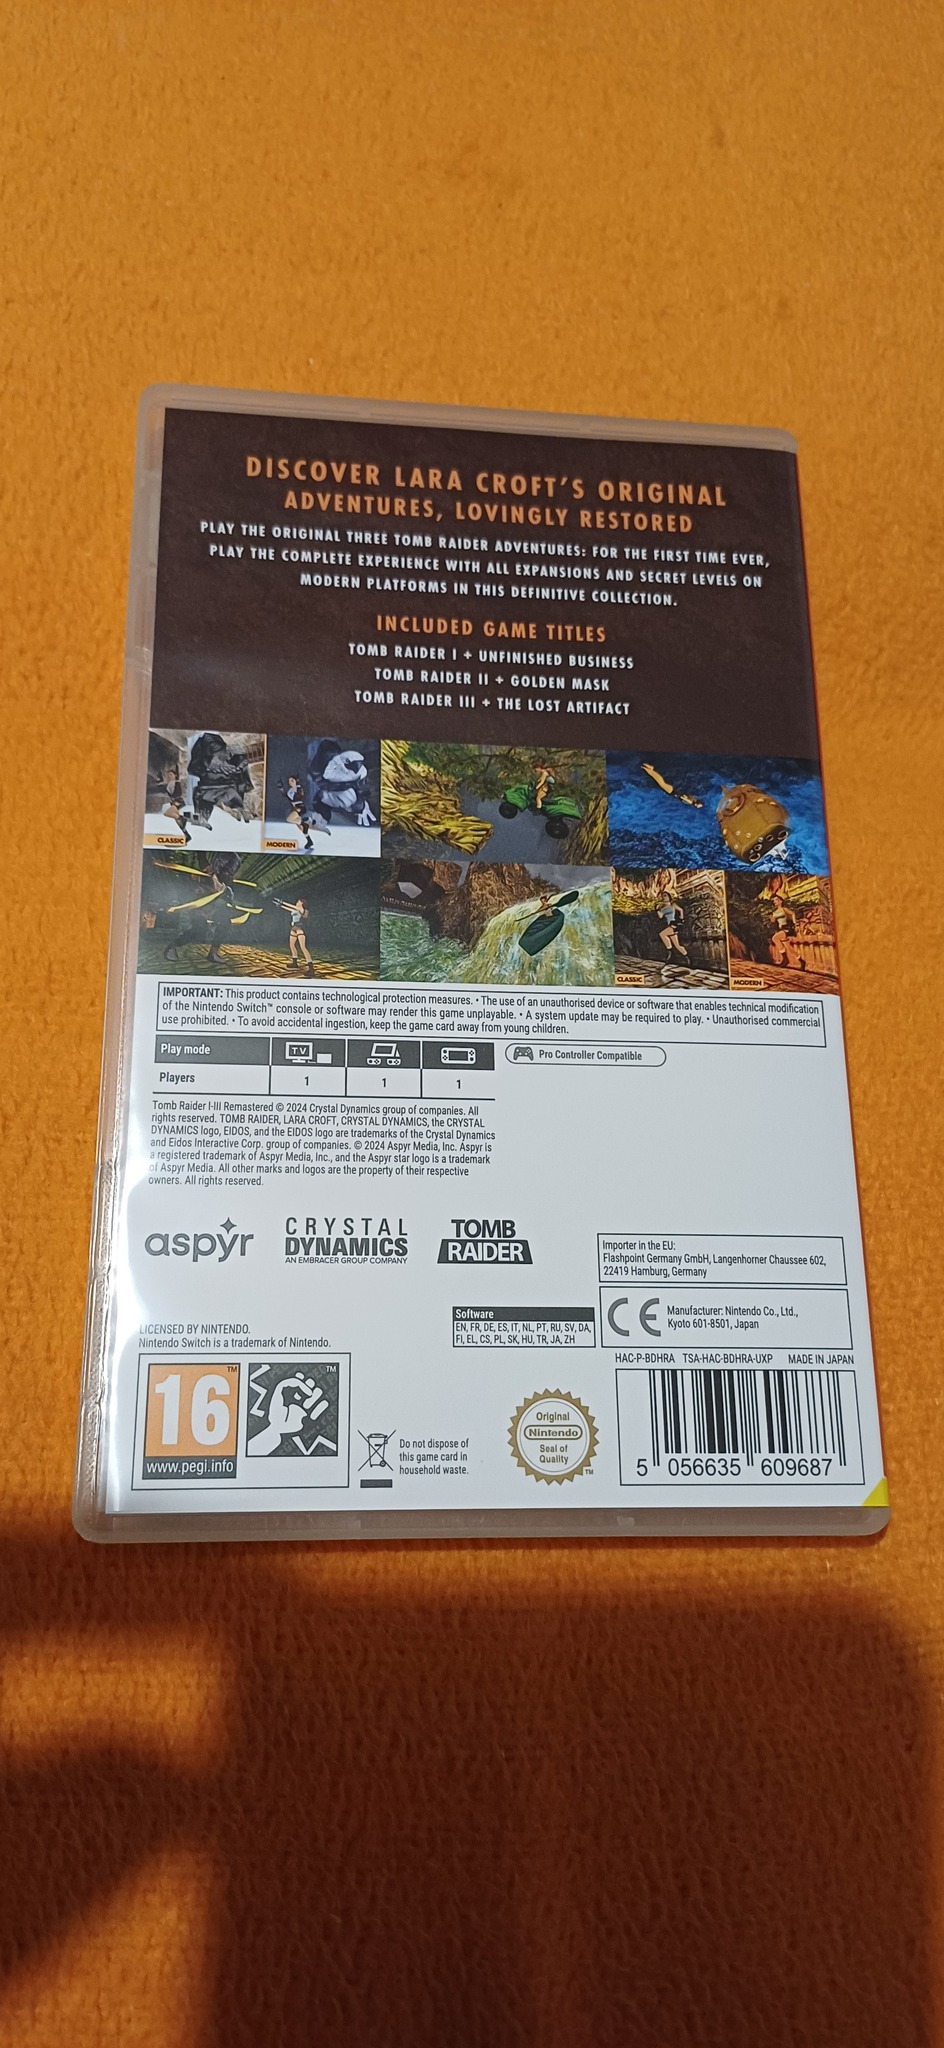 DISCOVER LARA CROFT'S ORIGINAL
ADVENTURES, LOVINGLY RESTORED
PLAY THE ORIGINAL THREE TOMB RAIDER ADVENTURES: FOR THE FIRST TIME EVER,
PLAY THE COMPLETE EXPERIENCE WITH ALL EXPANSIONS AND SECRET LEVELS ON
MODERN PLATFORMS IN THIS DEFINITIVE COLLECTION.
INCLUDED GAME TITLES
TOMB RAIDER I + UNFINISHED BUSINESS
TOMB RAIDER II + GOLDEN MASK
TOMB RAIDER III + THE LOST ARTIFACT
CLASSIC
MODERN
CLASSIC
MODERN
IMPORTANT: This product contains technological protection measures. • The use of an unauthorised device or software that enables technical modification
of the Nintendo Switch™ console or software may render this game unplayable. • A system update may be required to play. • Unauthorised commercial
use prohibited. • To avoid accidental ingestion, keep the game card away from young children.
Play mode
TV
Pro Controller Compatible
Players 1 1 1
Tomb Raider I-III Remastered © 2024 Crystal Dynamics group of companies. All
rights reserved. TOMB RAIDER, LARA CROFT, CRYSTAL DYNAMICS, the CRYSTAL
DYNAMICS logo, EIDOS, and the EIDOS logo are trademarks of the Crystal Dynamics
and Eidos Interactive Corp. group of companies. © 2024 Aspyr Media, Inc. Aspyr is
a registered trademark of Aspyr Media, Inc., and the Aspyr star logo is a trademark
of Aspyr Media. All other marks and logos are the property of their respective
owners. All rights reserved.
aspyr
CRYSTAL
DYNAMICS
AN EMBRACER GROUP COMPANY
TOMB
RAIDER
Importer in the EU:
Flashpoint Germany GmbH, Langenhorner Chaussee 602,
22419 Hamburg, Germany
Software
EN, FR, DE, ES, IT, NL, PT, RU, SV, DA,
FI, EL, CS, PL, SK, HU, TR, JA, ZH
CE
Manufacturer: Nintendo Co., Ltd.,
Kyoto 601-8501, Japan
LICENSED BY NINTENDO.
Nintendo Switch is a trademark of Nintendo.
HAC-P-BDHRA TSA-HAC-BDHRA-UXP MADE IN JAPAN
16™
www.pegi.info
™
Do not dispose of
this game card in
household waste.
Original
Nintendo
Seal of
Quality
™
5 056635 609687